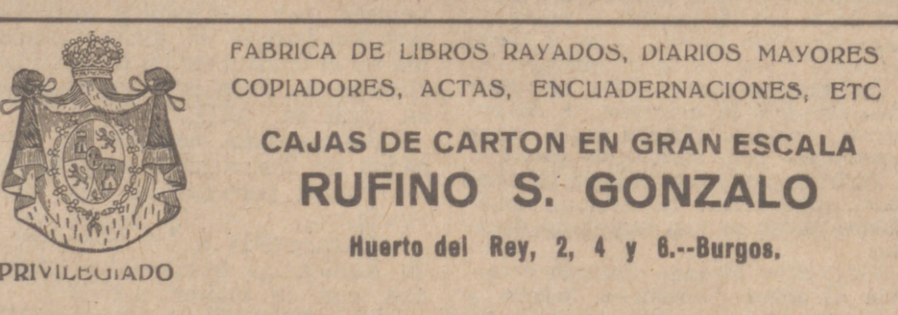 FABRICA DE LIBROS RAYADOS, DIARIOS MAYORES
COPIADORES, ACTAS, ENCUADERNACIONES, ETC
CAJAS DE CARTON EN GRAN ESCALA
RUFINO S. GONZALO
Huerto del Rey, 2, 4 y 6.--Burgos.
PRIVILEGIADO